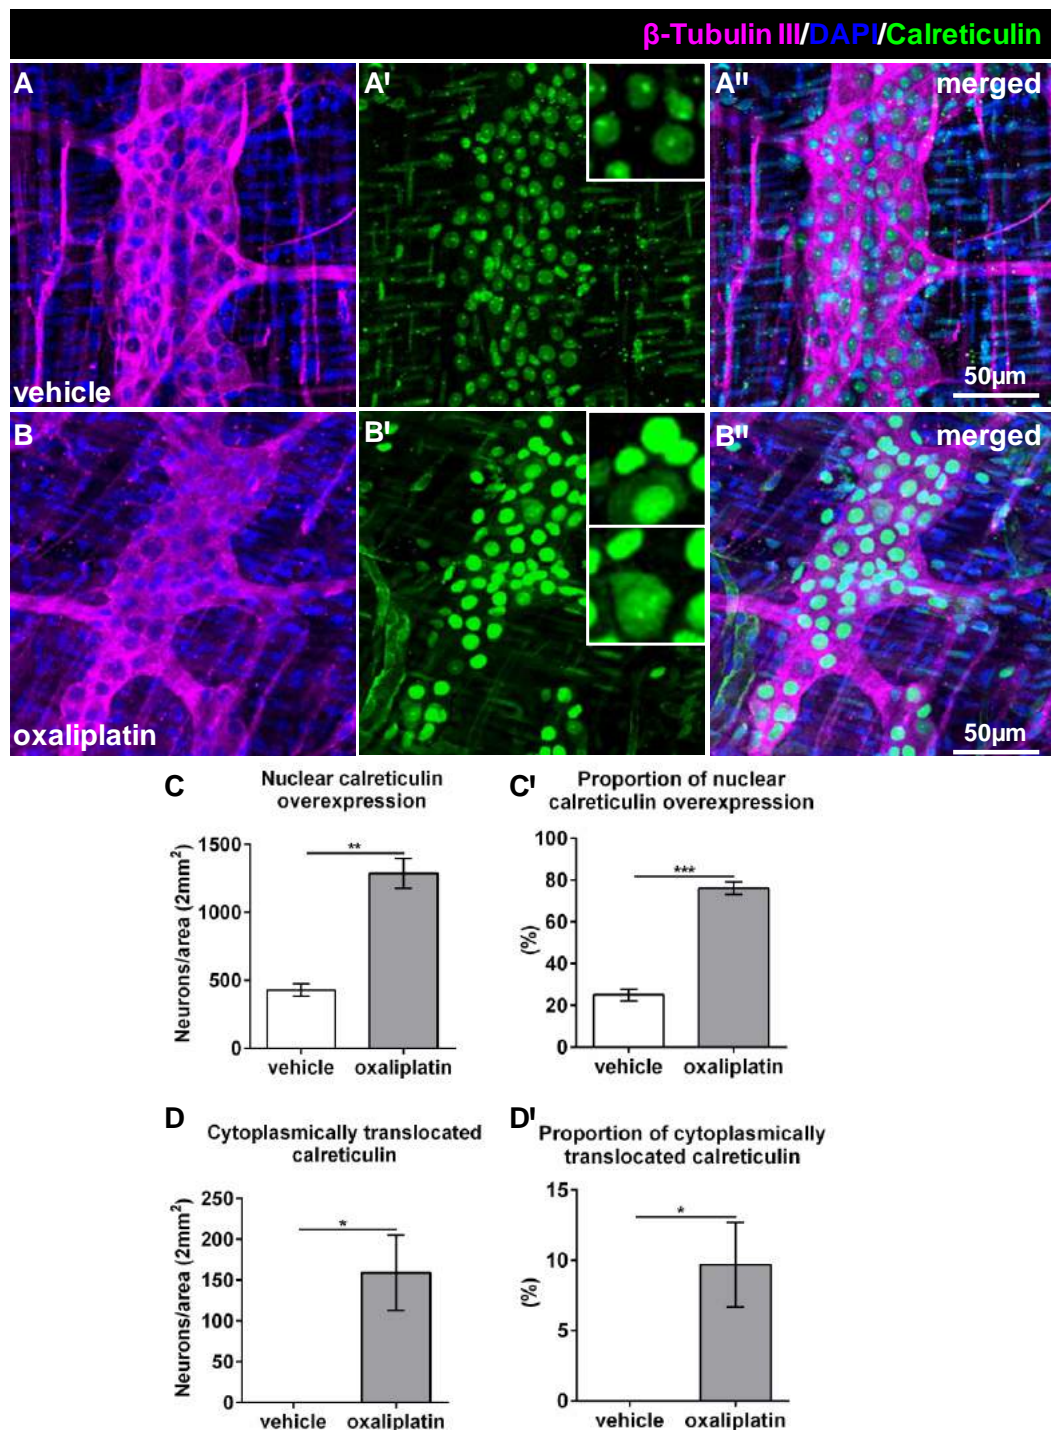 β-Tubulin III/DAPI/Calreticulin
A
A'
A"
merged
vehicle
50µm
B
B'
B"
merged
oxaliplatin
50µm
C
Nuclear calreticulin
overexpression
Neurons/area (2mm²)
1500
1000
500
0
**
vehicle
oxaliplatin
C'
Proportion of nuclear
calreticulin overexpression
(%)
100
80
60
40
20
0
***
vehicle
oxaliplatin
D
Cytoplasmically translocated
calreticulin
Neurons/area (2mm²)
250
200
150
100
50
0
*
vehicle
oxaliplatin
D'
Proportion of cytoplasmically
translocated calreticulin
(%)
15
10
5
0
*
vehicle
oxaliplatin